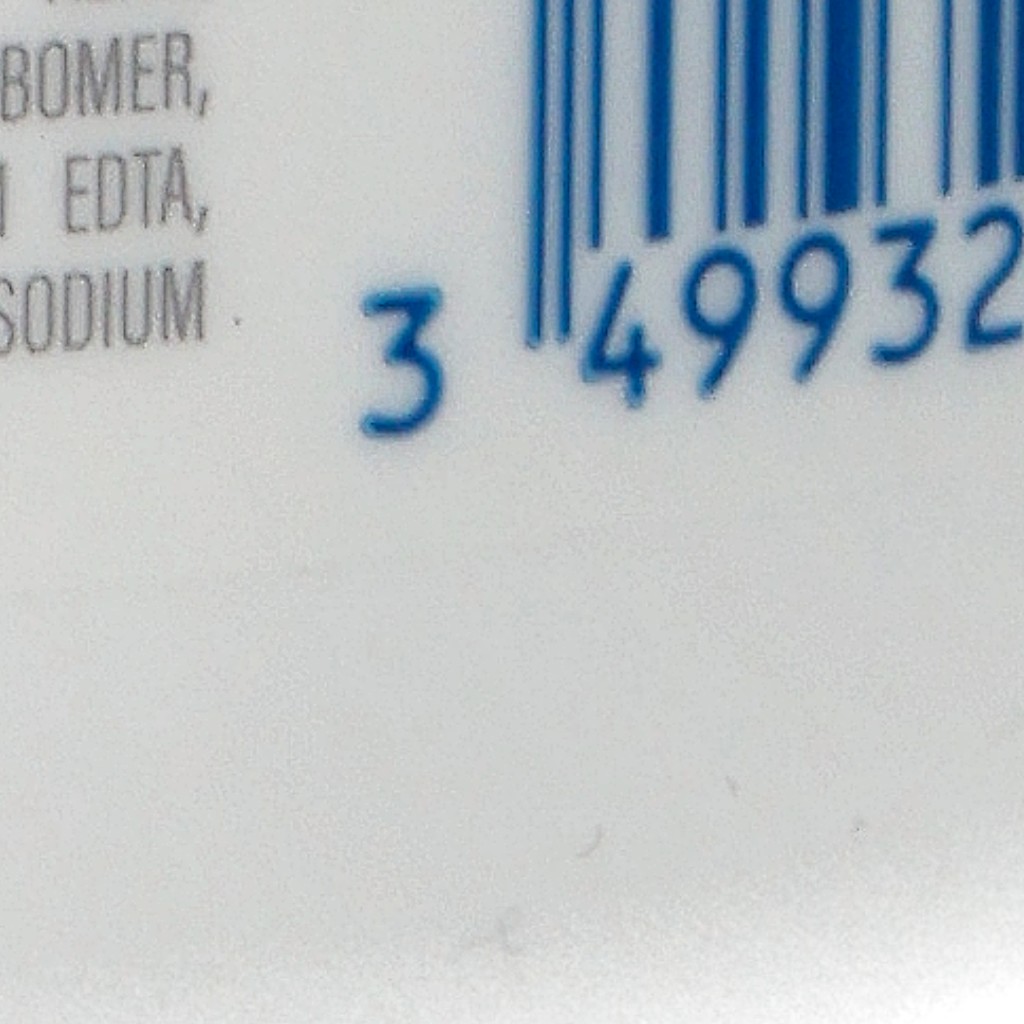 BOMER,
EDTA,
SODIUM
3 49932